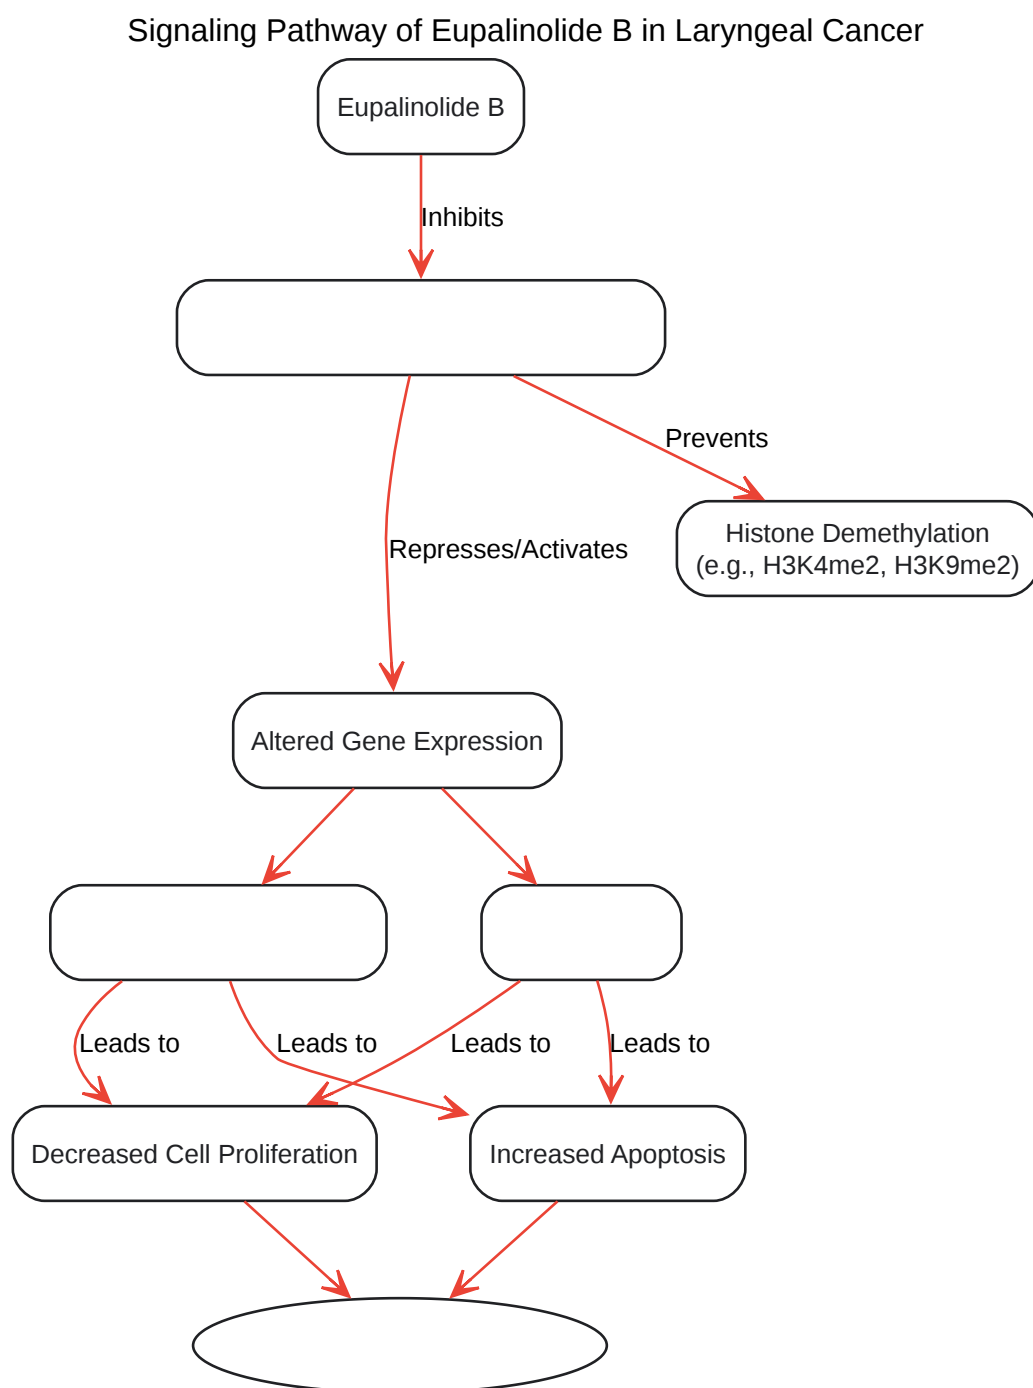 Signaling Pathway of Eupalinolide B in Laryngeal Cancer
Eupalinolide B
Inhibits
Prevents
Histone Demethylation
(e.g., H3K4me2, H3K9me2)
Represses/Activates
Altered Gene Expression
Leads to
Leads to
Leads to
Leads to
Decreased Cell Proliferation
Increased Apoptosis